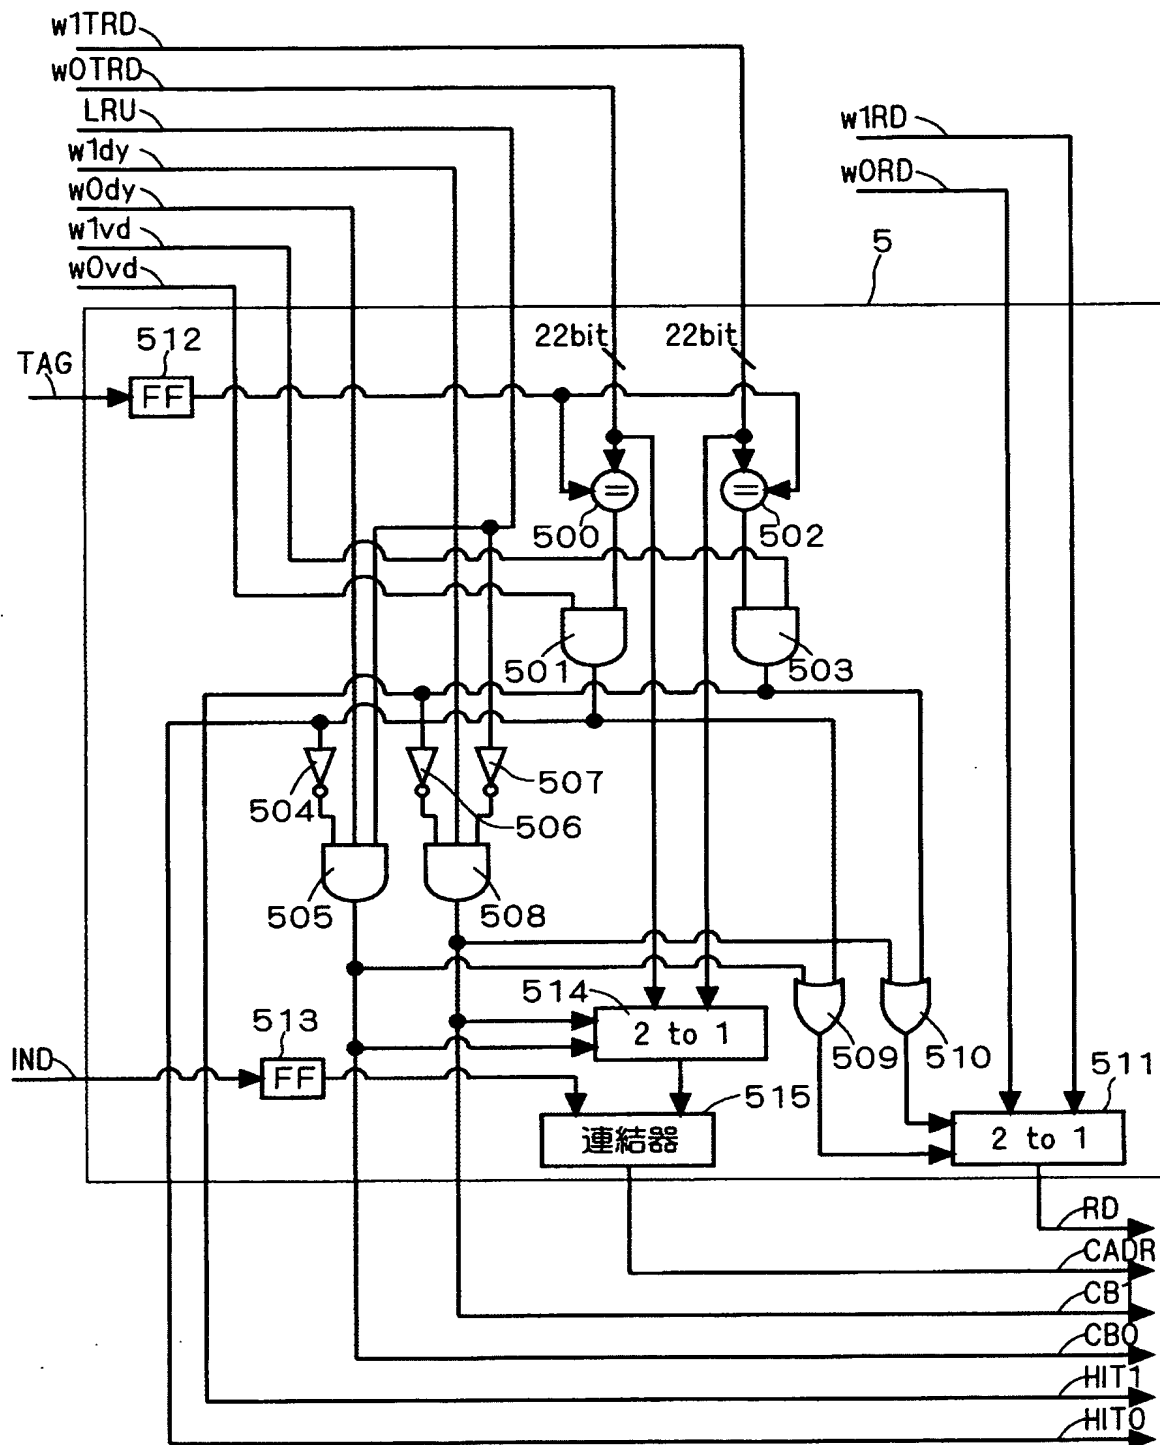 w1TRD
w0TRD
LRU
w1dy
w0dy
w1vd
w0vd
w1RD
w0RD
5
22bit
22bit
TAG
512
FF
=
=
500
502
501
503
504
507
506
505
508
514
2 to 1
509
510
511
IND
513
FF
515
連結器
2 to 1
RD
CADR
CB1
CB0
HIT1
HIT0